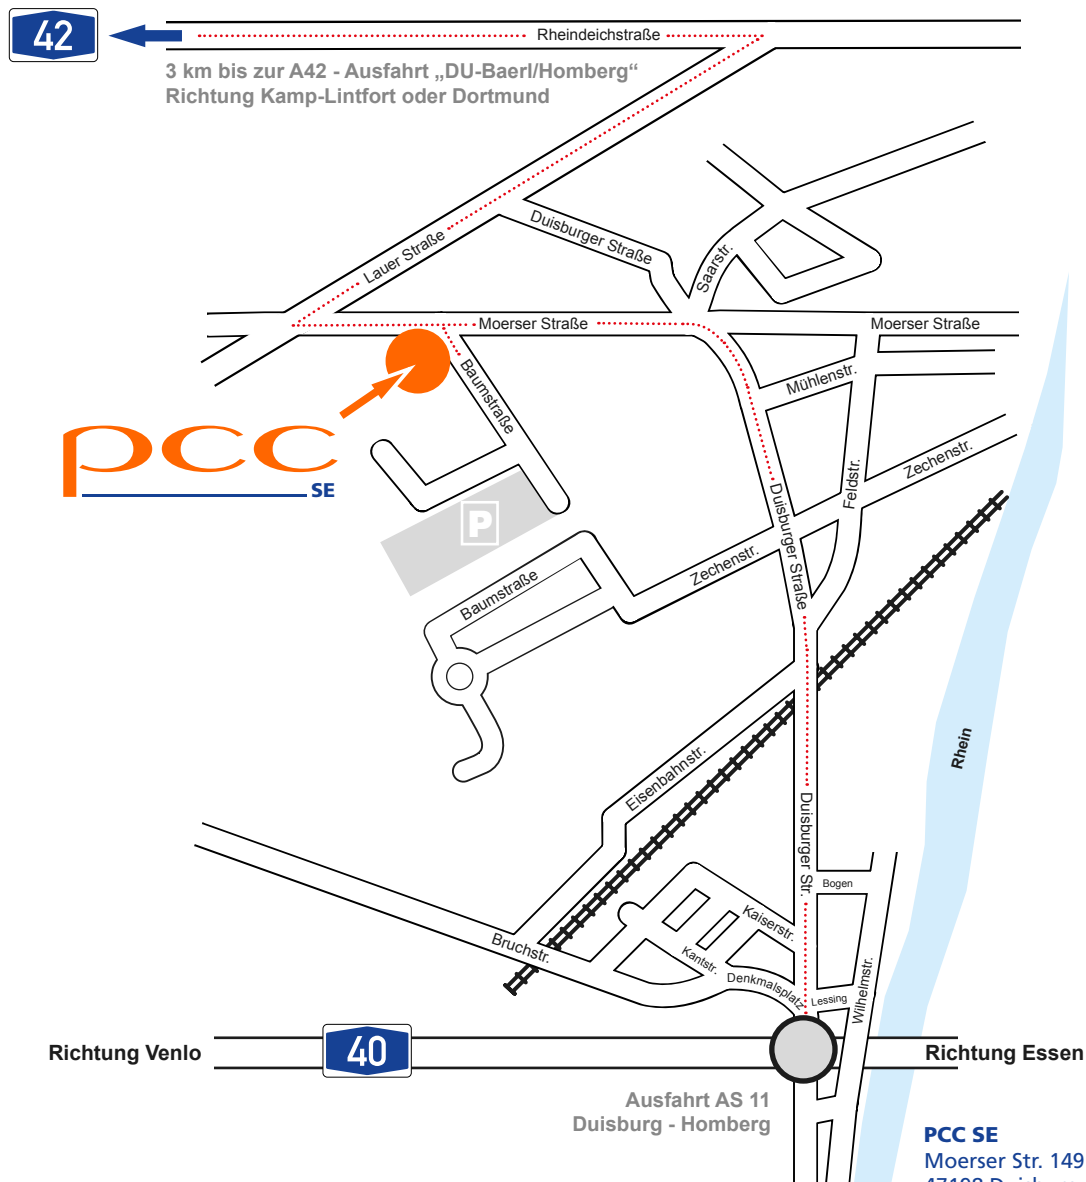 42
Rheindeichstraße
3 km bis zur A42 - Ausfahrt „DU-Baerl/Homberg“
Richtung Kamp-Lintfort oder Dortmund
Duisburger Straße
Lauer Straße
Saarstr.
Moerser Straße
Moerser Straße
Mühlenstr.
Baumstraße
pcc
SE
Zechenstr.
Feldstr.
P
Duisburger Straße
Zechenstr.
Baumstraße
Rhein
Eisenbahnstr.
Duisburger Str.
Bogen
Kaiserstr.
Bruchstr.
Kantstr.
Denkmalsplatz
Lessing
Wilhelmstr.
Richtung Venlo
40
Richtung Essen
Ausfahrt AS 11
Duisburg - Homberg
PCC SE
Moerser Str. 149